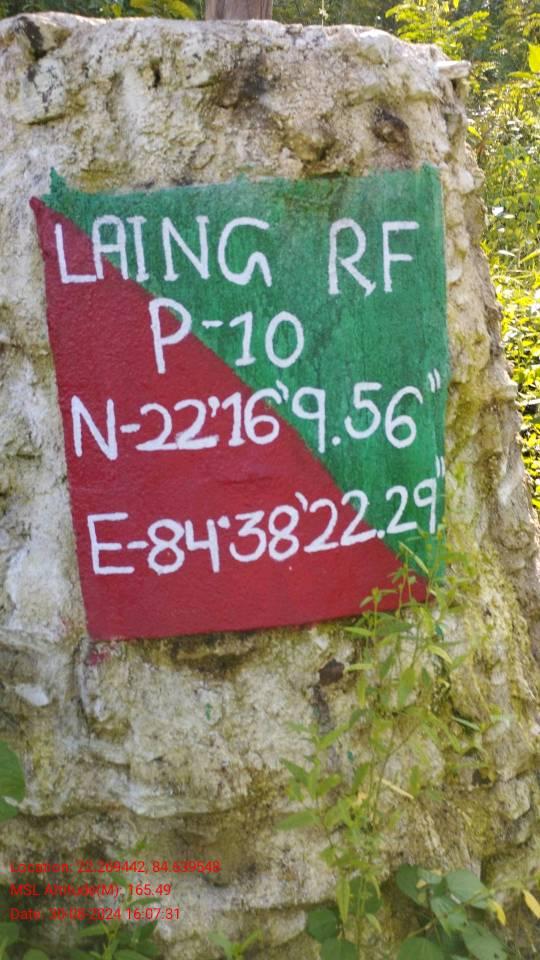 LAING RF
P-10
N-22'16'9.56"
E-84'38'22.29"
Location: 22.269442, 84.639548
MSL Altitude(M): 165.49
Date: 30-08-2024 16:07:31